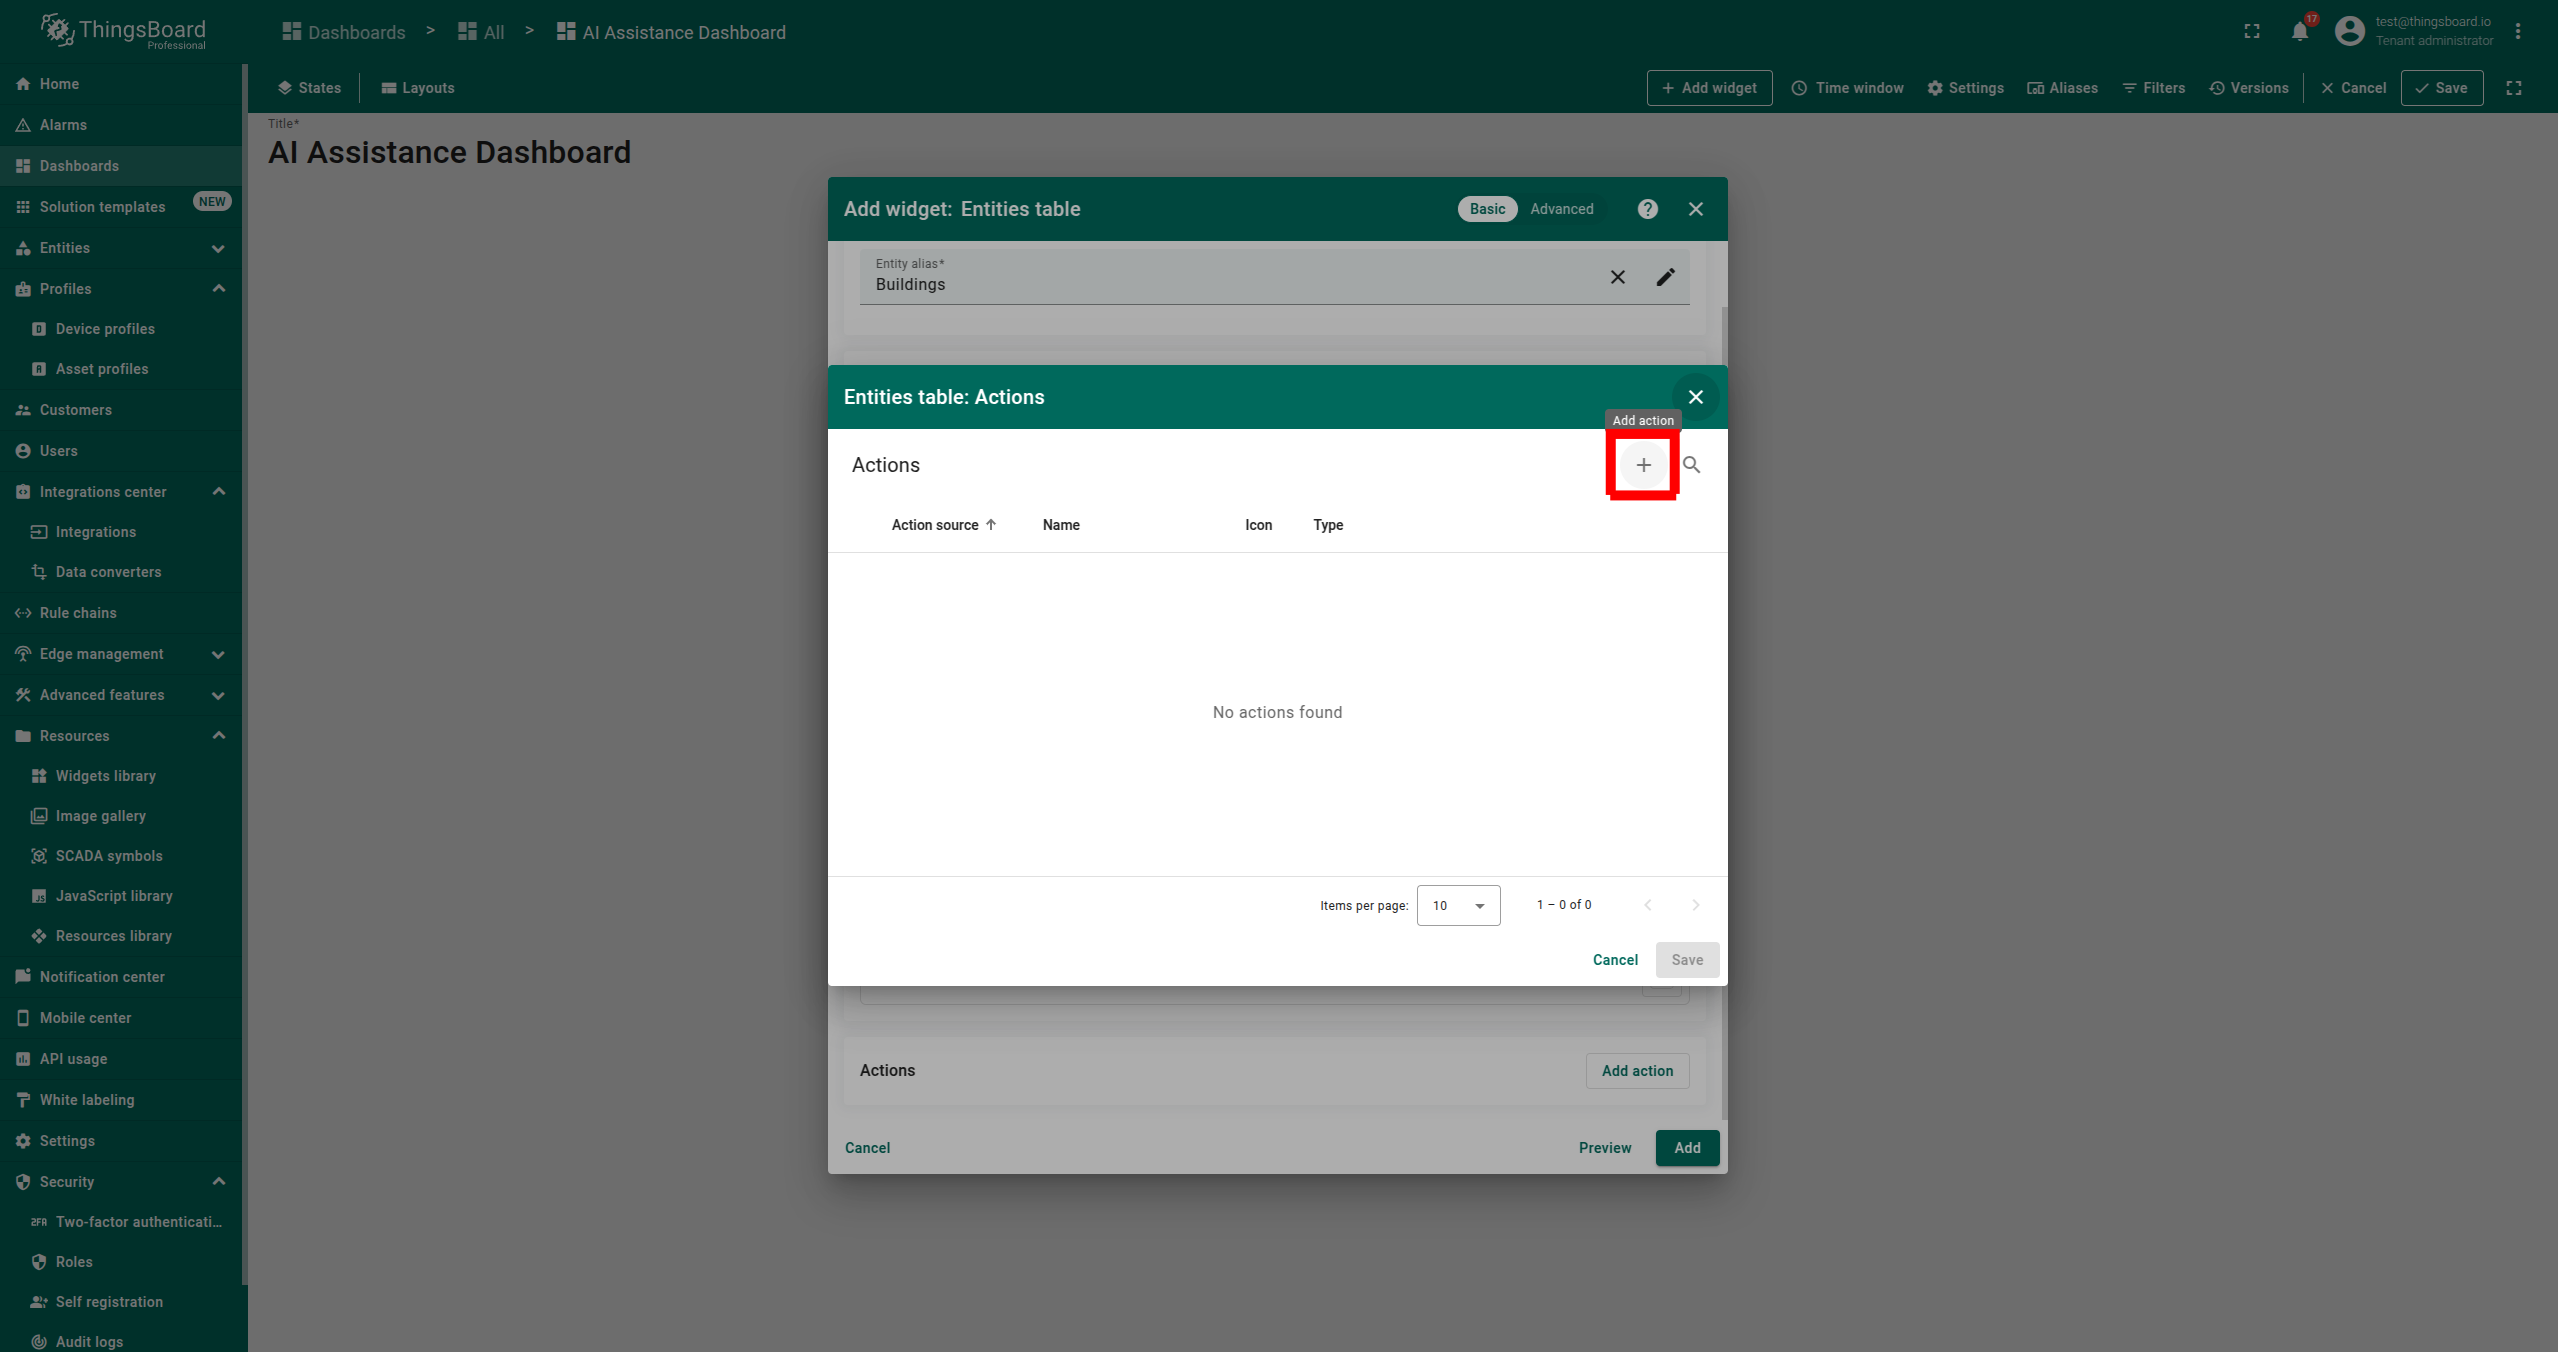 ThingsBoard
Professional
Dashboards > All > AI Assistance Dashboard
17
test@thingsboard.io
Tenant administrator
States
Layouts
Add widget
Time window
Settings
Aliases
Filters
Versions
Cancel
Save
Home
Alarms
Dashboards
Solution templates
NEW
Entities
Profiles
Device profiles
Asset profiles
Customers
Users
Integrations center
Integrations
Data converters
Rule chains
Edge management
Advanced features
Resources
Widgets library
Image gallery
SCADA symbols
JavaScript library
Resources library
Notification center
Mobile center
API usage
White labeling
Settings
Security
2FA Two-factor authenticati...
Roles
Self registration
Audit logs
Title*
AI Assistance Dashboard
Add widget: Entities table
Basic
Advanced
Entity alias*
Buildings
Entities table: Actions
Add action
Actions
Action source Name Icon Type
No actions found
Items per page: 10 1 – 0 of 0
Cancel Save
Actions
Add action
Cancel
Preview
Add